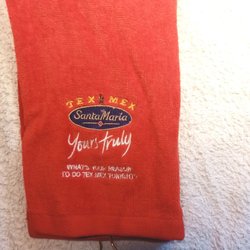 TEX MEX
Santa Maria
Yours truly
WHAT'S YOUR REASON
TO DO TEX MEX TONIGHT?